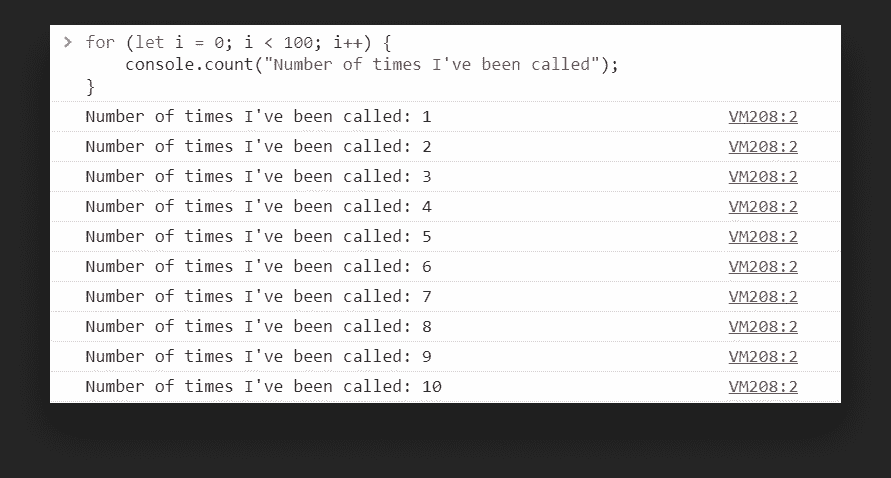 > for (let i = 0; i < 100; i++) {
console.count("Number of times I've been called");
}
Number of times I've been called: 1 VM208:2
Number of times I've been called: 2 VM208:2
Number of times I've been called: 3 VM208:2
Number of times I've been called: 4 VM208:2
Number of times I've been called: 5 VM208:2
Number of times I've been called: 6 VM208:2
Number of times I've been called: 7 VM208:2
Number of times I've been called: 8 VM208:2
Number of times I've been called: 9 VM208:2
Number of times I've been called: 10 VM208:2